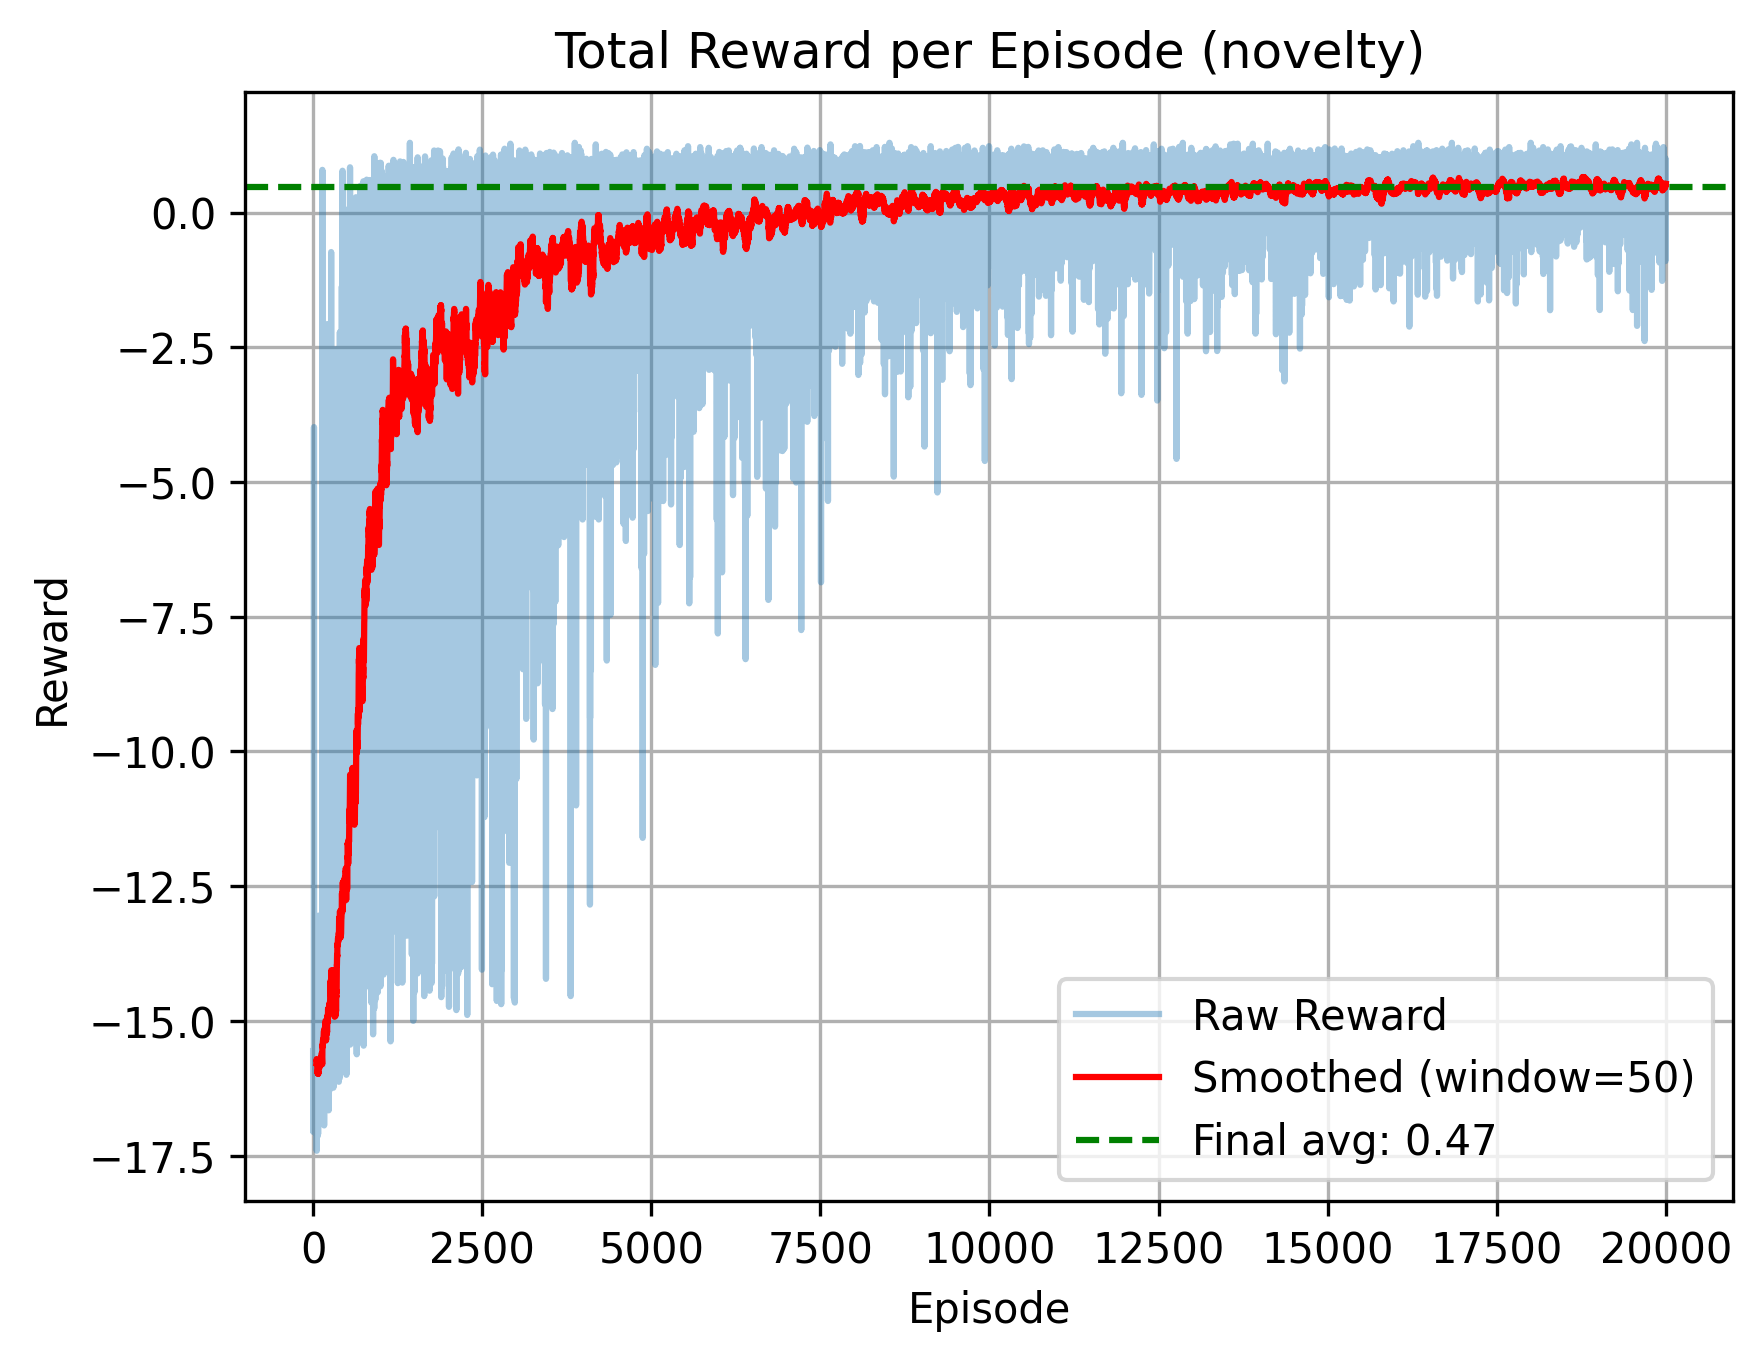 Total Reward per Episode (novelty)
0.0
−2.5
−5.0
−7.5
−10.0
−12.5
−15.0
−17.5
Reward
Raw Reward
Smoothed (window=50)
Final avg: 0.47
0 2500 5000 7500 10000 12500 15000 17500 20000
Episode